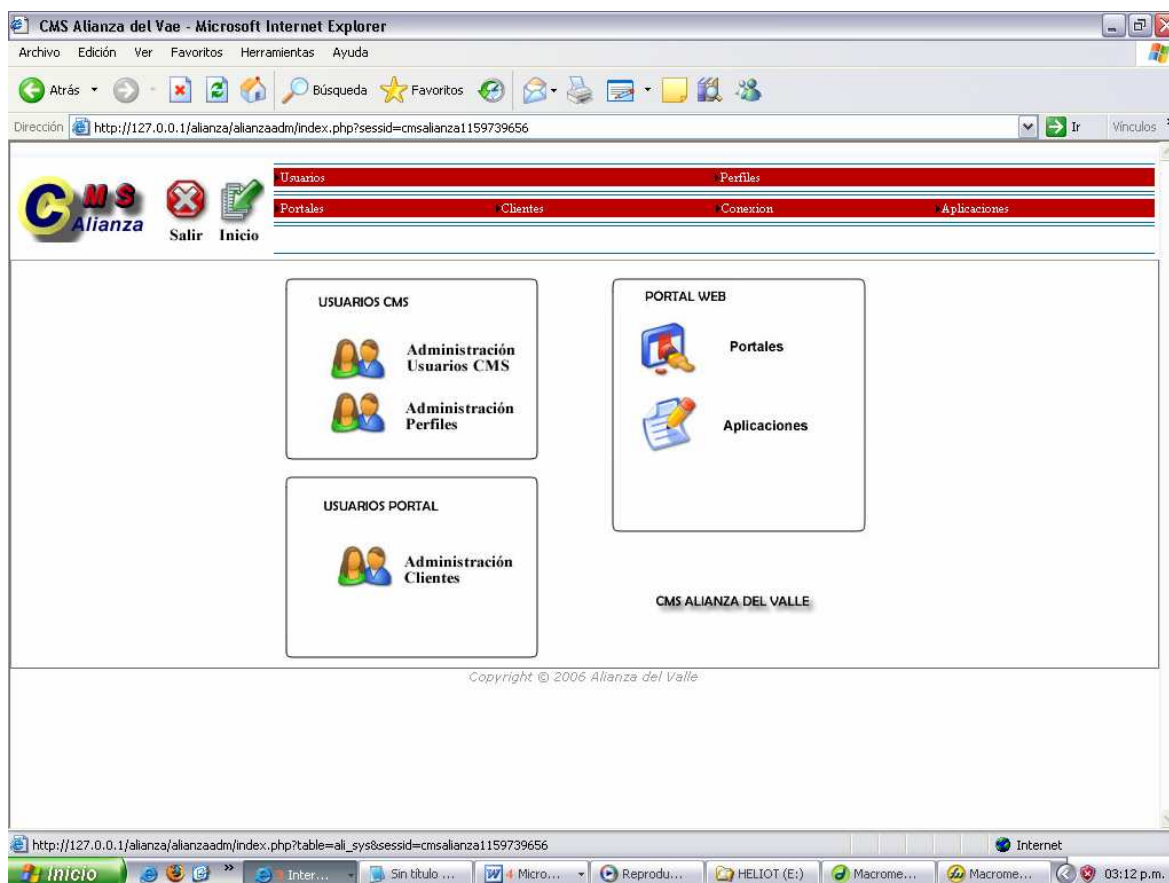 CMS Alianza del Vae - Microsoft Internet Explorer
Archivo Edición Ver Favoritos Herramientas Ayuda
Atrás Búsqueda Favoritos
Dirección http://127.0.0.1/alianza/alianzaadm/index.php?sessid=cmsalianza1159739656 Ir Vínculos
CMS
Alianza
Salir Inicio
Usuarios Perfiles
Portales Clientes Conexion Aplicaciones
USUARIOS CMS
Administración
Usuarios CMS
Administración
Perfiles
PORTAL WEB
Portales
Aplicaciones
USUARIOS PORTAL
Administración
Clientes
CMS ALIANZA DEL VALLE
Copyright © 2006 Alianza del Valle
http://127.0.0.1/alianza/alianzaadm/index.php?table=ali_sys&sessid=cmsalianza1159739656 Internet
Inicio » Inter... Sin título ... 4 Micro... Reprodu... HELIOT (E:) Macrome... Macrome... 03:12 p.m.